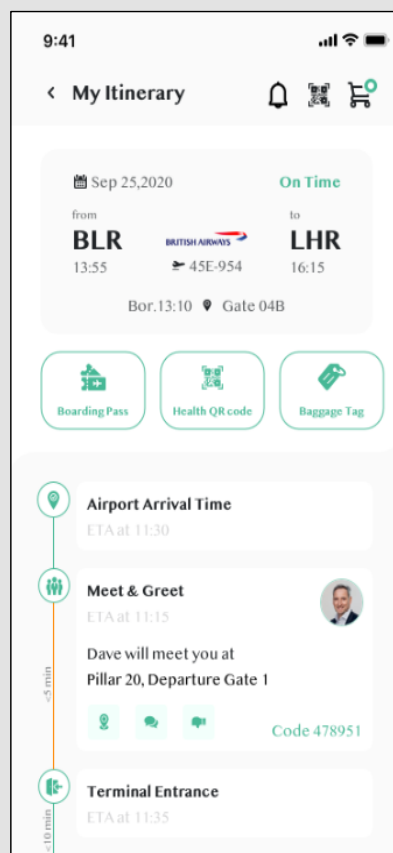 9:41
My Itinerary
Sep 25,2020 On Time
from to
BLR BRITISH AIRWAYS LHR
13:55 45E-954 16:15
Bor.13:10 Gate 04B
Boarding Pass Health QR code Baggage Tag
Airport Arrival Time
ETA at 11:30
Meet & Greet
ETA at 11:15
Dave will meet you at
Pillar 20, Departure Gate 1
<5 min
Code 478951
Terminal Entrance
ETA at 11:35
<10 min